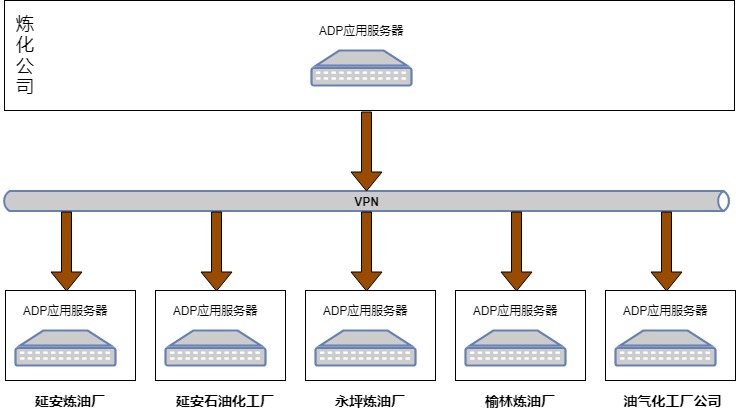 炼化公司
ADP应用服务器
VPN
ADP应用服务器
ADP应用服务器
ADP应用服务器
ADP应用服务器
ADP应用服务器
延安炼油厂
延安石油化工厂
永坪炼油厂
榆林炼油厂
油气化工厂公司